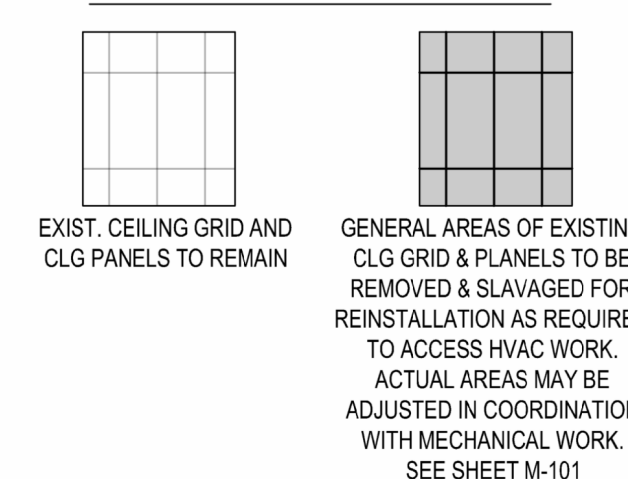 EXIST. CEILING GRID AND
CLG PANELS TO REMAIN
GENERAL AREAS OF EXISTIN
CLG GRID & PLANELS TO BE
REMOVED & SLAVAGED FOR
REINSTALLATION AS REQUIRE
TO ACCESS HVAC WORK.
ACTUAL AREAS MAY BE
ADJUSTED IN COORDINATIO
WITH MECHANICAL WORK.
SEE SHEET M-101